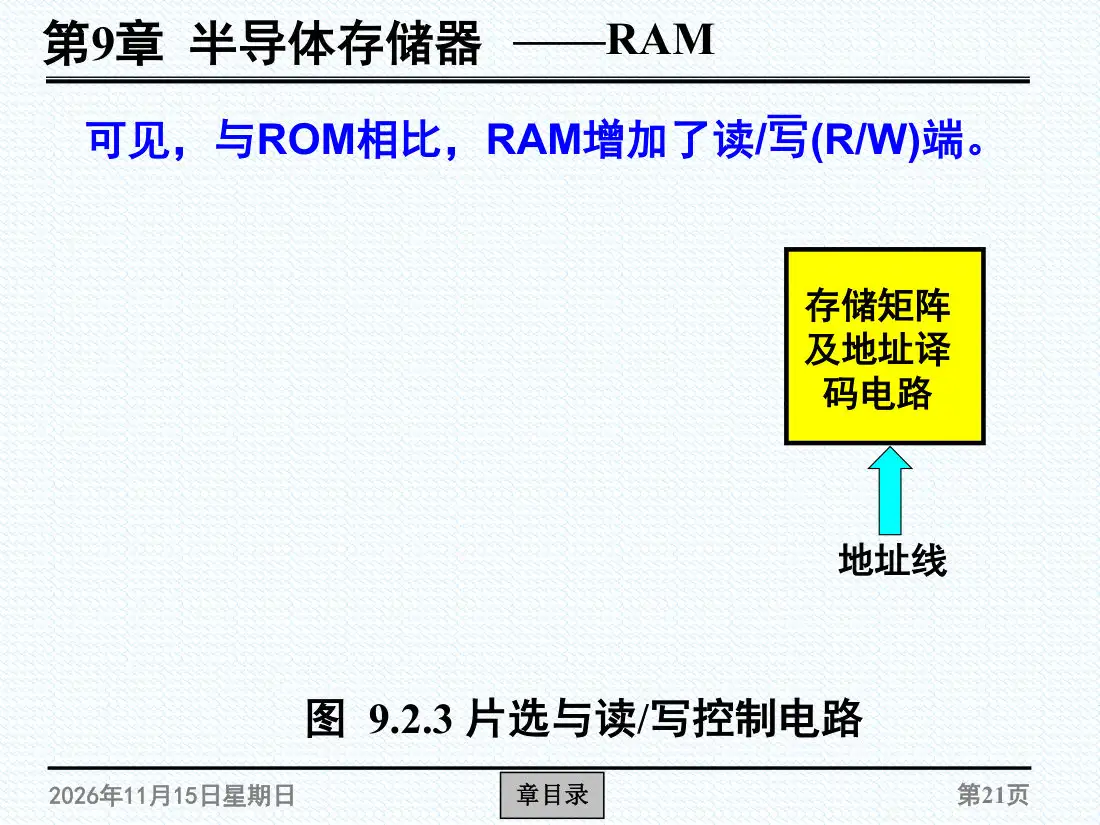 第9章 半导体存储器 ——RAM
可见，与ROM相比，RAM增加了读/写(R/W)端。
存储矩阵
及地址译
码电路
地址线
图 9.2.3 片选与读/写控制电路
2026年11月15日星期日 章目录 第21页